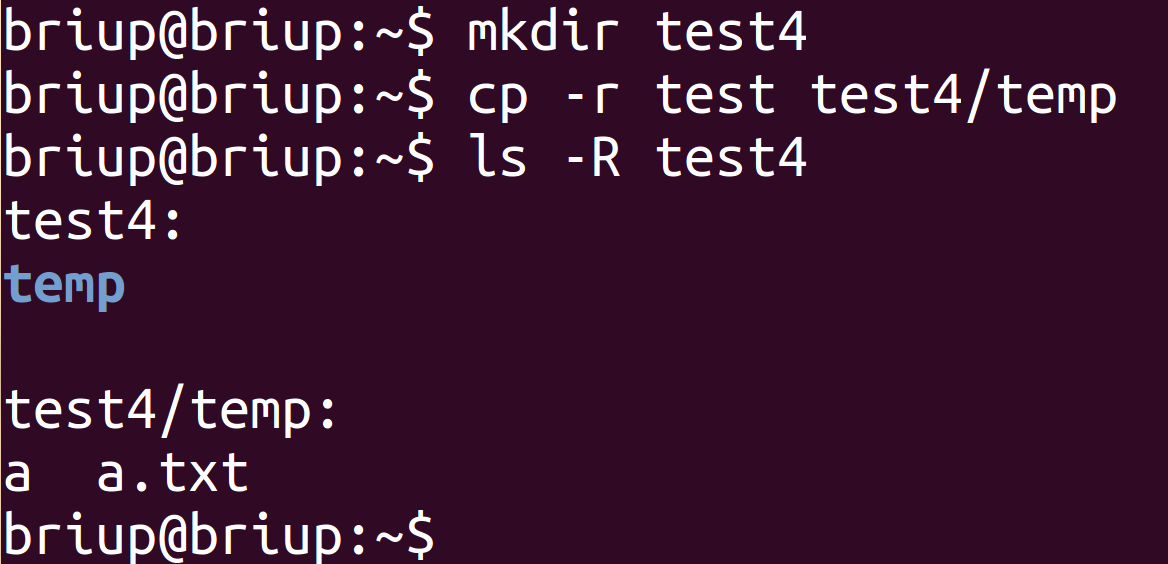 briup@briup:~$ mkdir test4
briup@briup:~$ cp -r test test4/temp
briup@briup:~$ ls -R test4
test4:
temp
test4/temp:
a  a.txt
briup@briup:~$